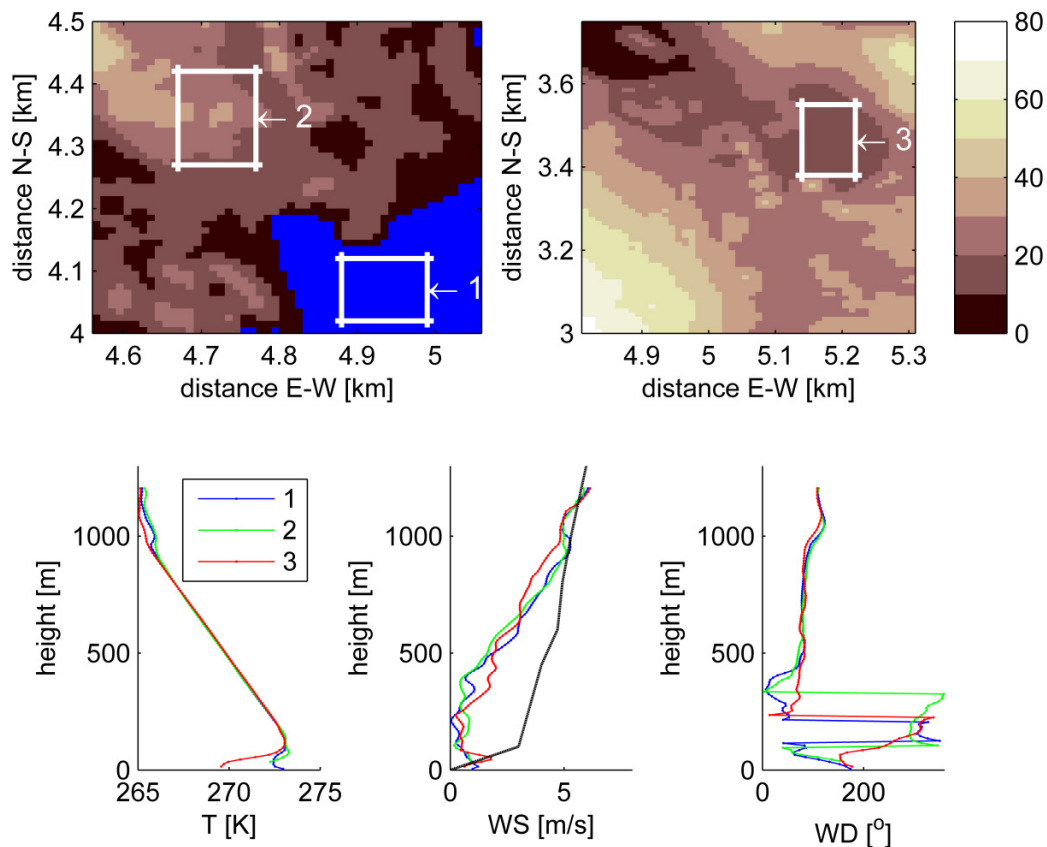 4.5
4.4
4.3
4.2
4.1
4
distance N-S [km]
4.6 4.7 4.8 4.9 5
distance E-W [km]
← 2
← 1
3.6
3.4
3.2
3
distance N-S [km]
4.9 5 5.1 5.2 5.3
distance E-W [km]
← 3
80
60
40
20
0
1000
500
0
height [m]
265 270 275
T [K]
1
2
3
1000
500
0
height [m]
0 5
WS [m/s]
1000
500
0
height [m]
0 200
WD [o]